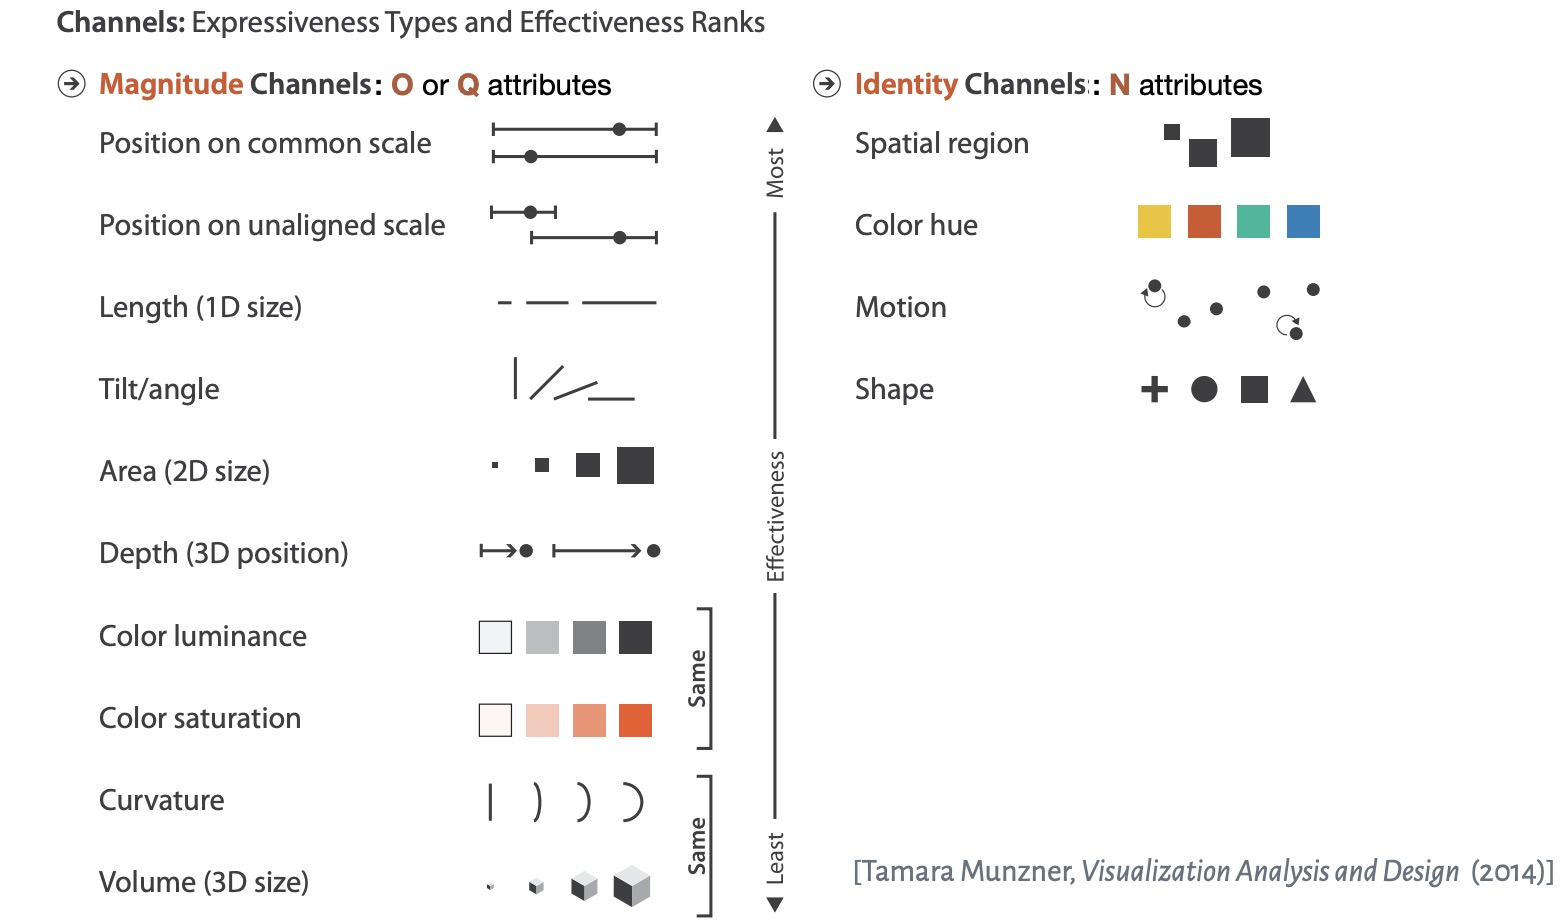 Channels: Expressiveness Types and Effectiveness Ranks
Magnitude Channels: O or Q attributes
Position on common scale
Position on unaligned scale
Length (1D size)
Tilt/angle
Area (2D size)
Depth (3D position)
Color luminance
Color saturation
Same
Curvature
Volume (3D size)
Same
Most
Effectiveness
Least
Identity Channels:: N attributes
Spatial region
Color hue
Motion
Shape
[Tamara Munzner, Visualization Analysis and Design (2014)]